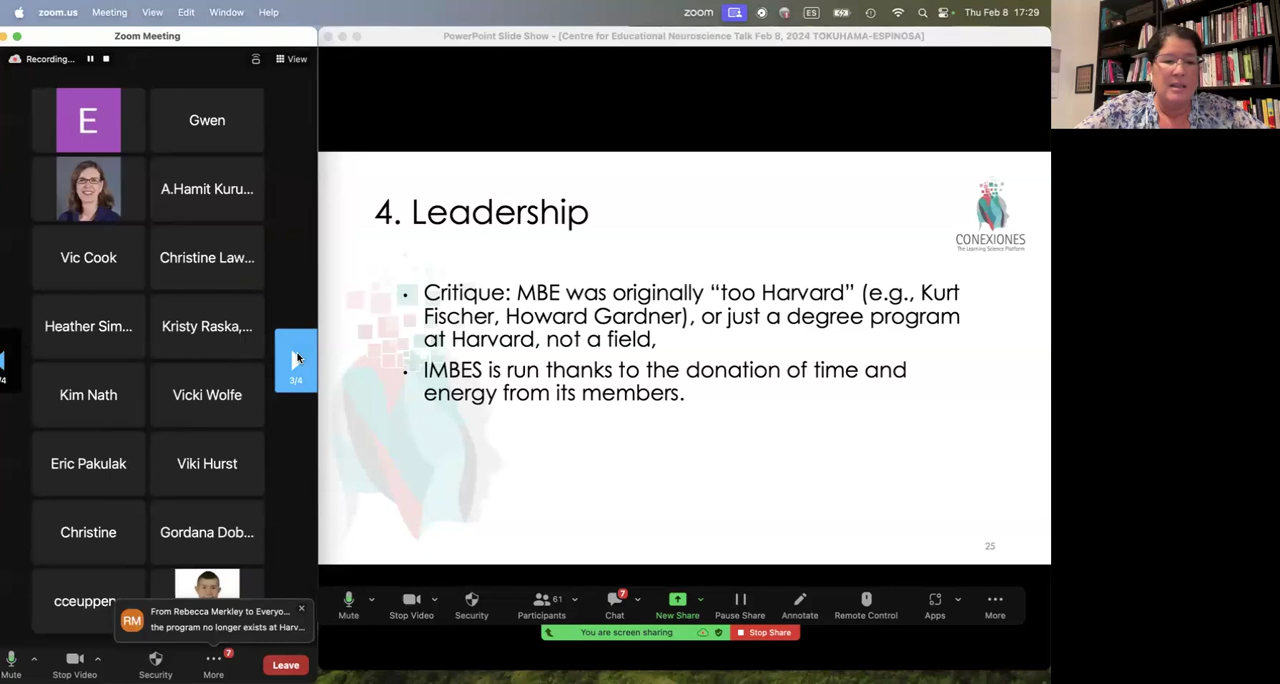 zoom.us Meeting View Edit Window Help
zoom ES Thu Feb 8 17:29
Zoom Meeting
PowerPoint Slide Show - [Centre for Educational Neuroscience Talk Feb 8, 2024 TOKUHAMA-ESPINOSA]
Recording...
View
E
Gwen
A.Hamit Kuru...
Vic Cook
Christine Law...
Heather Sim...
Kristy Raska,...
Kim Nath
Vicki Wolfe
Eric Pakulak
Viki Hurst
Christine
Gordana Dob...
cceuppen
/4
3/4
RM
From Rebecca Merkley to Everyo...
the program no longer exists at Harv...
Mute
Stop Video
Security
7
More
Leave
4. Leadership
CONEXIONES
The Learning Science Platform
• Critique: MBE was originally “too Harvard” (e.g., Kurt
Fischer, Howard Gardner), or just a degree program
at Harvard, not a field,
• IMBES is run thanks to the donation of time and
energy from its members.
25
Mute
Stop Video
Security
61
Participants
7
Chat
New Share
Pause Share
Annotate
Remote Control
Apps
More
You are screen sharing
Stop Share